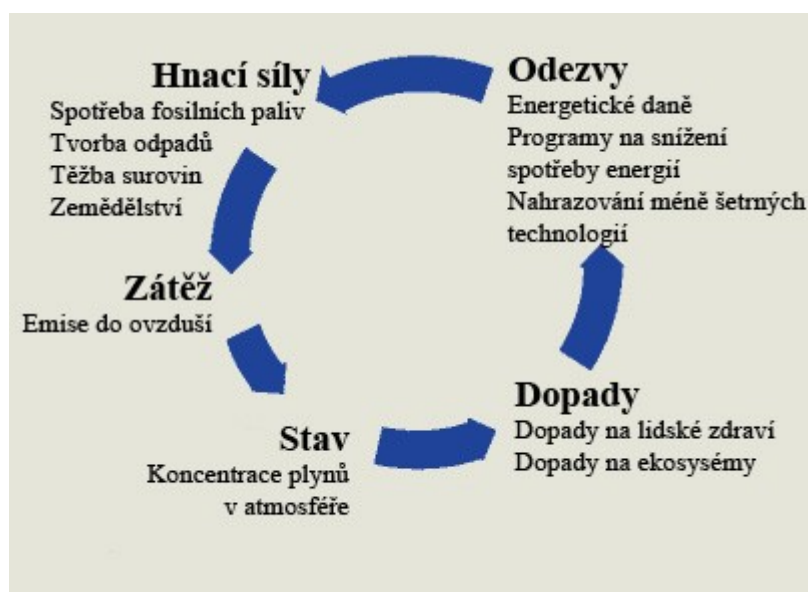 Hnací síly
Spotřeba fosilních paliv
Tvorba odpadů
Těžba surovin
Zemědělství
Zátěž
Emise do ovzduší
Stav
Koncentrace plynů
v atmosféře
Dopady
Dopady na lidské zdraví
Dopady na ekosysémy
Odezvy
Energetické daně
Programy na snížení
spotřeby energií
Nahrazování méně šetrných
technologií